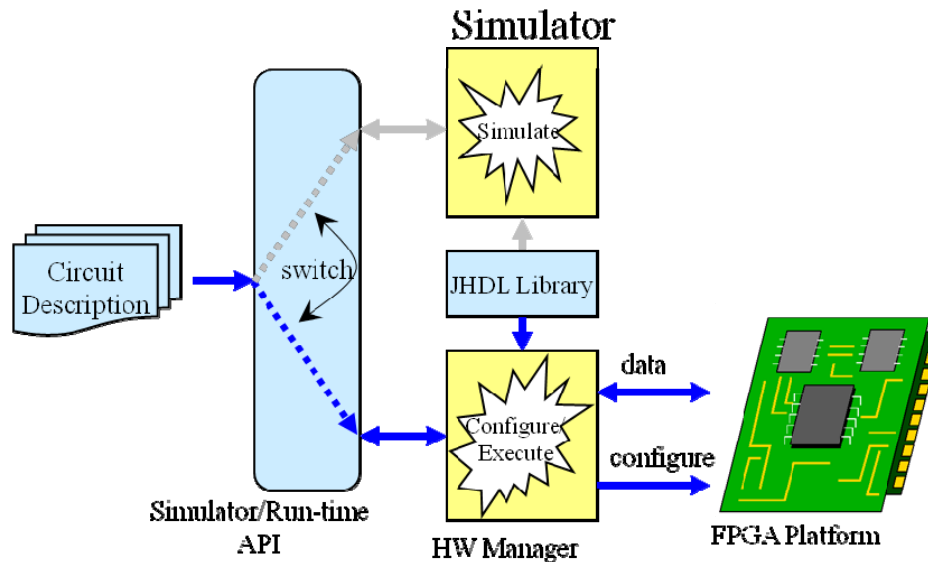 Simulator
Simulate
Circuit
Description
switch
JHDL Library
Configure/
Execute
data
configure
Simulator/Run-time
API
HW Manager
FPGA Platform